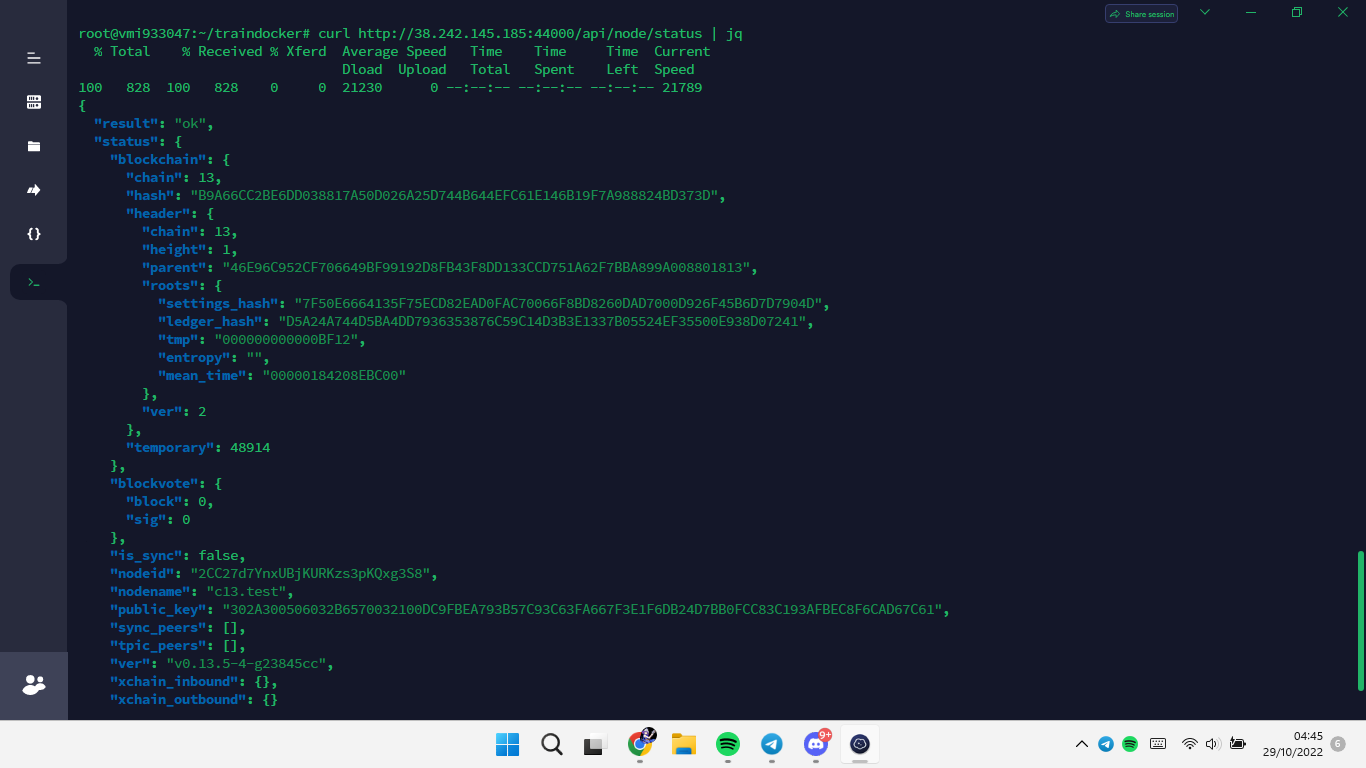 Share session
root@vmi933047:~/traindocker# curl http://38.242.145.185:44000/api/node/status | jq
% Total % Received % Xferd Average Speed Time Time Time Current
Dload Upload Total Spent Left Speed
100 828 100 828 0 0 21230 0 --:--:-- --:--:-- --:--:-- 21789
{
"result": "ok",
"status": {
"blockchain": {
"chain": 13,
"hash": "B9A66CC2BE6DD038817A50D026A25D744B644EFC61E146B19F7A988824BD373D",
"header": {
"chain": 13,
"height": 1,
"parent": "46E96C952CF706649BF99192D8FB43F8DD133CCD751A62F7BBA899A008801813",
"roots": {
"settings_hash": "7F50E6664135F75ECD82EAD0FAC70066F8BD8260DAD7000D926F45B6D7D7904D",
"ledger_hash": "D5A24A744D5BA4DD7936353876C59C14D3B3E1337B05524EF35500E938D07241",
"tmp": "000000000000BF12",
"entropy": "",
"mean_time": "00000184208EBC00"
},
"ver": 2
},
"temporary": 48914
},
"blockvote": {
"block": 0,
"sig": 0
},
"is_sync": false,
"nodeid": "2CC27d7YnxUBjKURKzs3pKQxg3S8",
"nodename": "c13.test",
"public_key": "302A300506032B6570032100DC9FBEA793B57C93C63FA667F3E1F6DB24D7BB0FCC83C193AFBEC8F6CAD67C61",
"sync_peers": [],
"tpic_peers": [],
"ver": "v0.13.5-4-g23845cc",
"xchain_inbound": {},
"xchain_outbound": {}
9+
04:45
29/10/2022
6